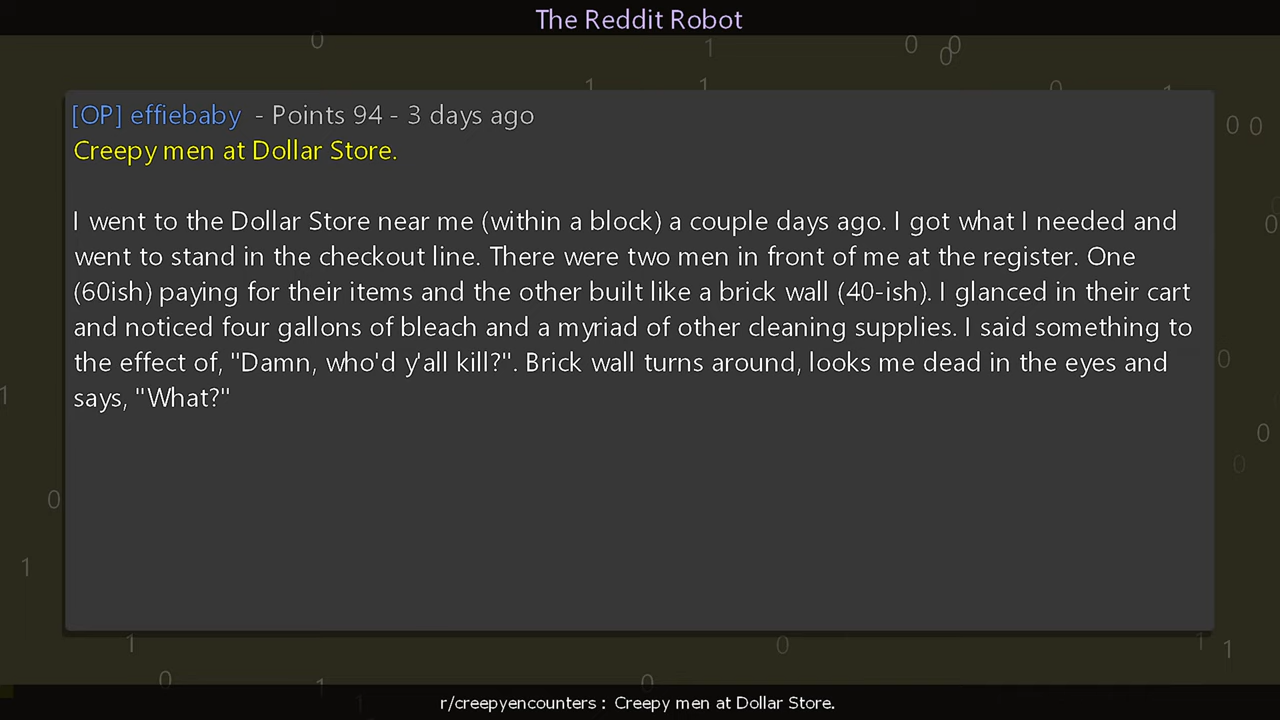 The Reddit Robot
[OP] effiebaby - Points 94 - 3 days ago
Creepy men at Dollar Store.
I went to the Dollar Store near me (within a block) a couple days ago. I got what I needed and
went to stand in the checkout line. There were two men in front of me at the register. One
(60ish) paying for their items and the other built like a brick wall (40-ish). I glanced in their cart
and noticed four gallons of bleach and a myriad of other cleaning supplies. I said something to
the effect of, "Damn, who'd y'all kill?". Brick wall turns around, looks me dead in the eyes and
says, "What?"
r/creepyencounters : Creepy men at Dollar Store.